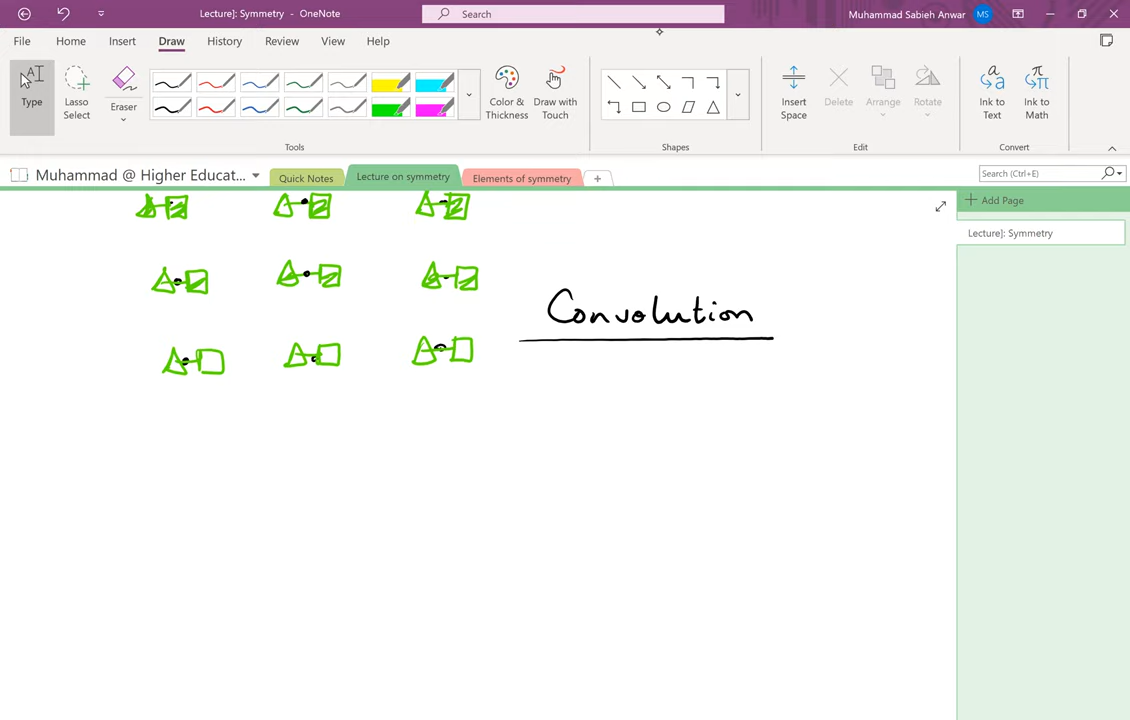 Lecture]: Symmetry - OneNote
Search
Muhammad Sabieh Anwar
MS
File Home Insert Draw History Review View Help
Type
Lasso Select
Eraser
Color & Thickness
Draw with Touch
Insert Space
Delete
Arrange
Rotate
Ink to Text
Ink to Math
Tools
Shapes
Edit
Convert
Muhammad @ Higher Educat...
Quick Notes
Lecture on symmetry
Elements of symmetry
Search (Ctrl+E)
Add Page
Lecture]: Symmetry
Convolution